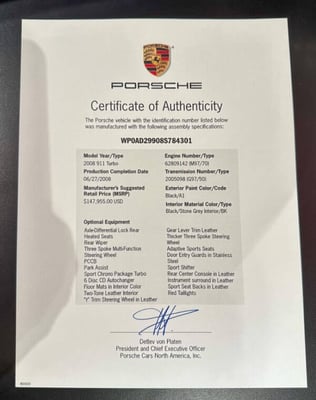 PORSCHE
Certificate of Authenticity
The Porsche vehicle with the identification number listed below
was manufactured with the following assembly specifications:
WP0AD29908S784301
Model Year/Type
2008 911 Turbo
Production Completion Date
06/27/2008
Manufacturer's Suggested
Retail Price (MSRP)
$147,955.00 USD
Engine Number/Type
62809142 (M97/70)
Transmission Number/Type
2005098 (G97/50)
Exterior Paint Color/Code
Black/A1
Interior Material Color/Type
Black/Stone Grey Interior/BK
Optional Equipment
Axle-Differential Lock Rear
Heated Seats
Rear Wiper
Three Spoke Multi-Function
Steering Wheel
PCCB
Park Assist
Sport Chrono Package Turbo
6 Disc CD Autochanger
Floor Mats in Interior Color
Two-Tone Leather Interior
"Y" Trim Steering Wheel in Leather
Gear Lever Trim Leather
Thicker Three Spoke Steering
Wheel
Adaptive Sports Seats
Door Entry Guards in Stainless
Steel
Sport Shifter
Rear Center Console in Leather
Instrument surround in Leather
Sport Seat Backs in Leather
Red Taillights
Detlev von Platen
President and Chief Executive Officer
Porsche Cars North America, Inc.